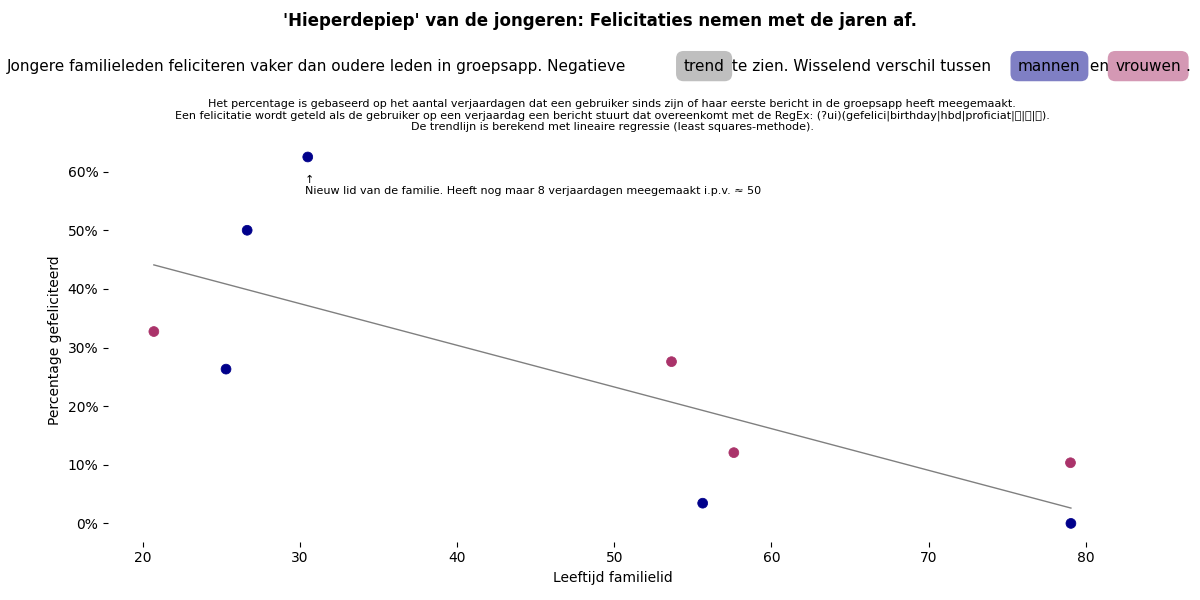 'Hieperdepiep' van de jongeren: Felicitaties nemen met de jaren af.
Jongere familieleden feliciteren vaker dan oudere leden in groepsapp. Negatieve trend te zien. Wisselend verschil tussen mannen en vrouwen .
Het percentage is gebaseerd op het aantal verjaardagen dat een gebruiker sinds zijn of haar eerste bericht in de groepsapp heeft meegemaakt.
Een felicitatie wordt geteld als de gebruiker op een verjaardag een bericht stuurt dat overeenkomt met de RegEx: (?ui)(gefelici|birthday|hbd|proficiat|▯|▯|▯).
De trendlijn is berekend met lineaire regressie (least squares-methode).
↑
Nieuw lid van de familie. Heeft nog maar 8 verjaardagen meegemaakt i.p.v. ≈ 50
Percentage gefeliciteerd
60%
50%
40%
30%
20%
10%
0%
20 30 40 50 60 70 80
Leeftijd familielid